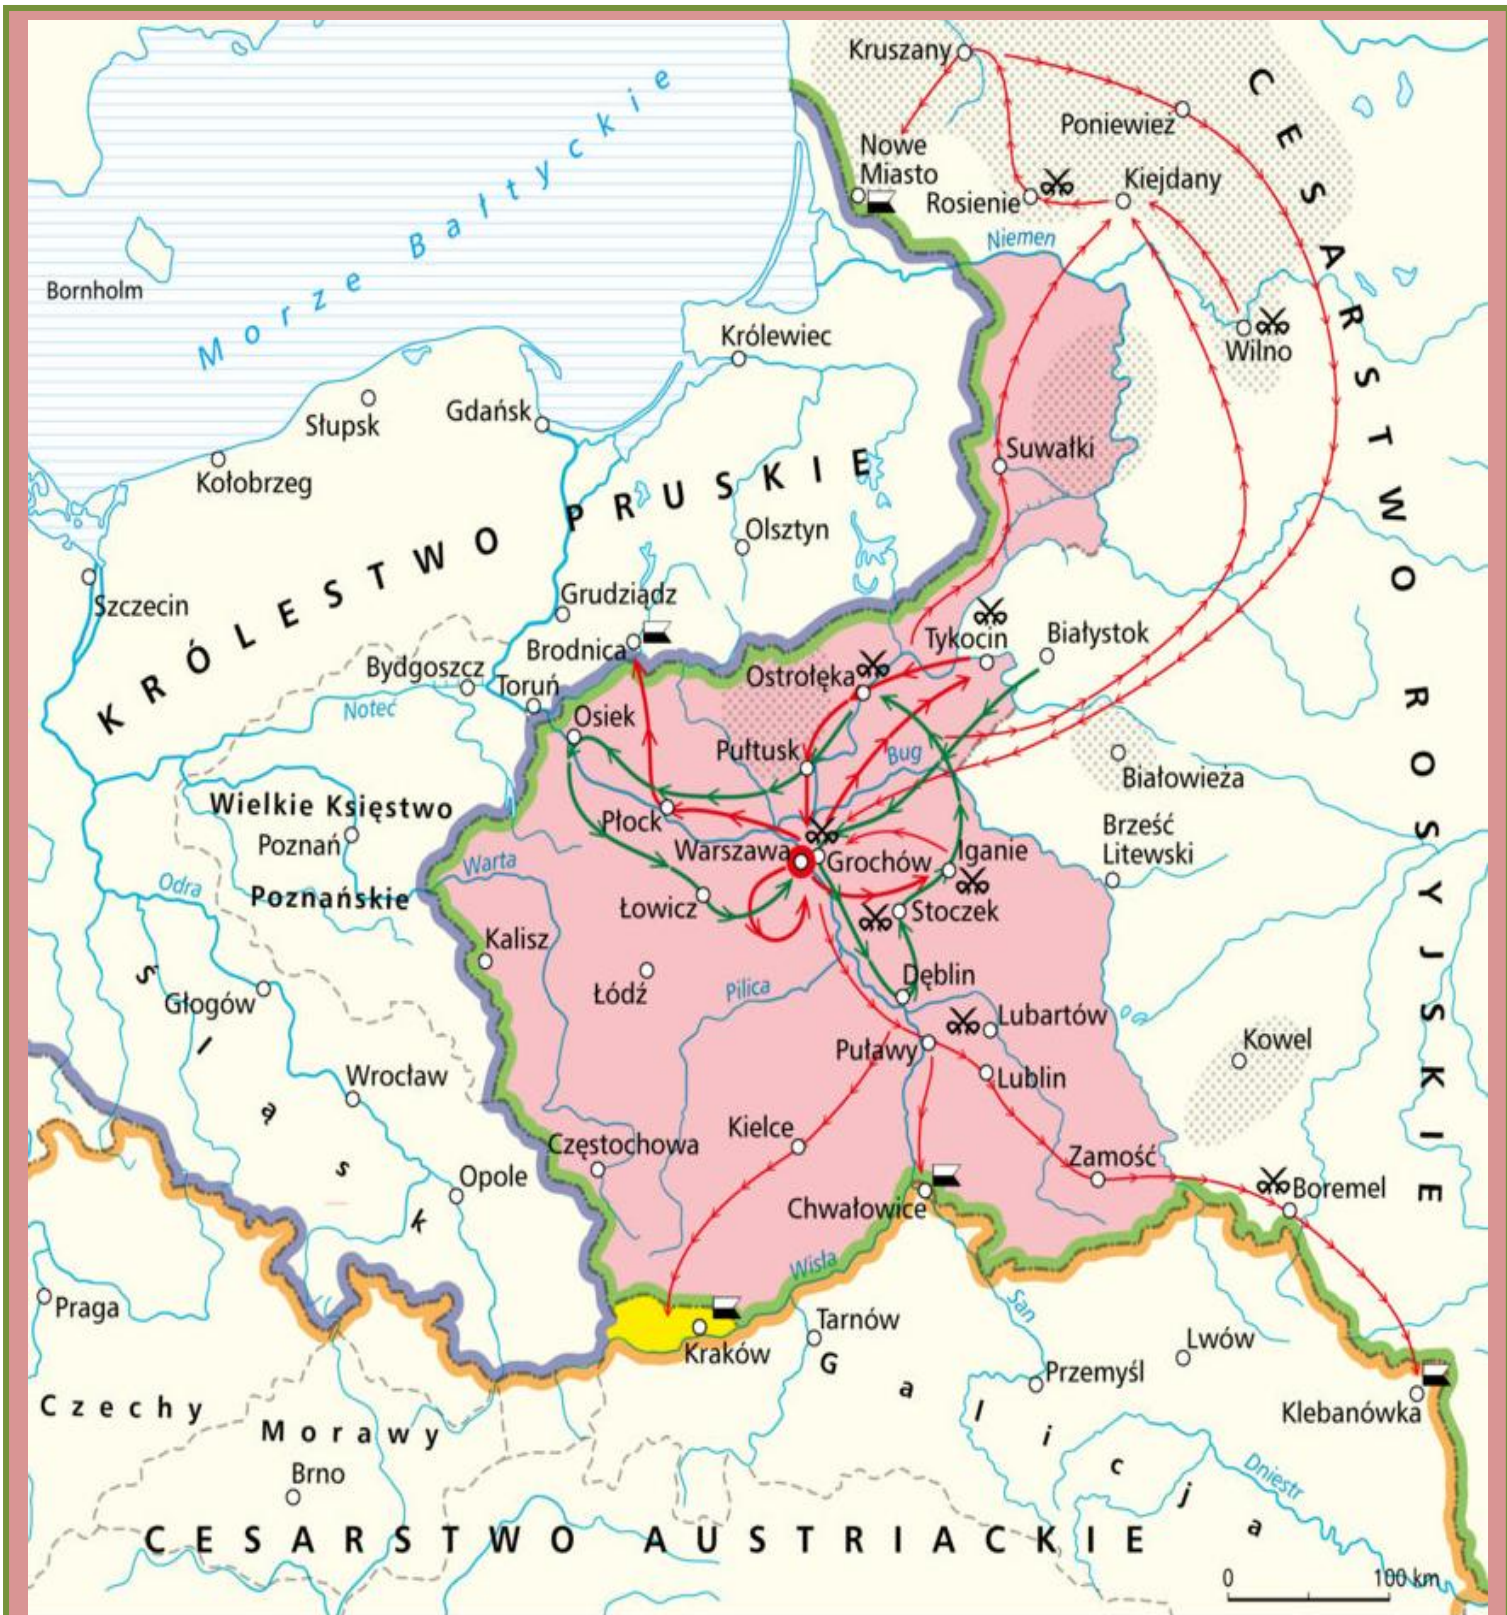 Kruszany
Poniewież
Nowe
Miasto
Rosienie
Kiejdany
Niemen
CESARSTWO ROSYJSKIE
Morze Bałtyckie
Bornholm
Wilno
Królewiec
Słupsk
Gdańsk
Kołobrzeg
Suwałki
KRÓLESTWO PRUSKIE
Olsztyn
Szczecin
Grudziądz
Brodnica
Tykocin
Białystok
Bydgoszcz
Toruń
Ostrołęka
Noteć
Osiek
Pułtusk
Bug
Białowieża
Wielkie Księstwo
Poznańskie
Poznań
Płock
Brześć
Litewski
Warszawa
Grochów
Iganie
Warta
Odra
Łowicz
Stoczek
Kalisz
Łódź
Pilica
Dęblin
Śląsk
Głogów
Lubartów
Puławy
Kowel
Wrocław
Lublin
Kielce
Częstochowa
Zamość
Opole
Boremel
Chwałowice
Wisła
Praga
San
Tarnów
Kraków
Lwów
Przemyśl
Galicja
Klebanówka
Czechy
Morawy
Brno
Dniestr
CESARSTWO AUSTRIACKIE
0 100 km